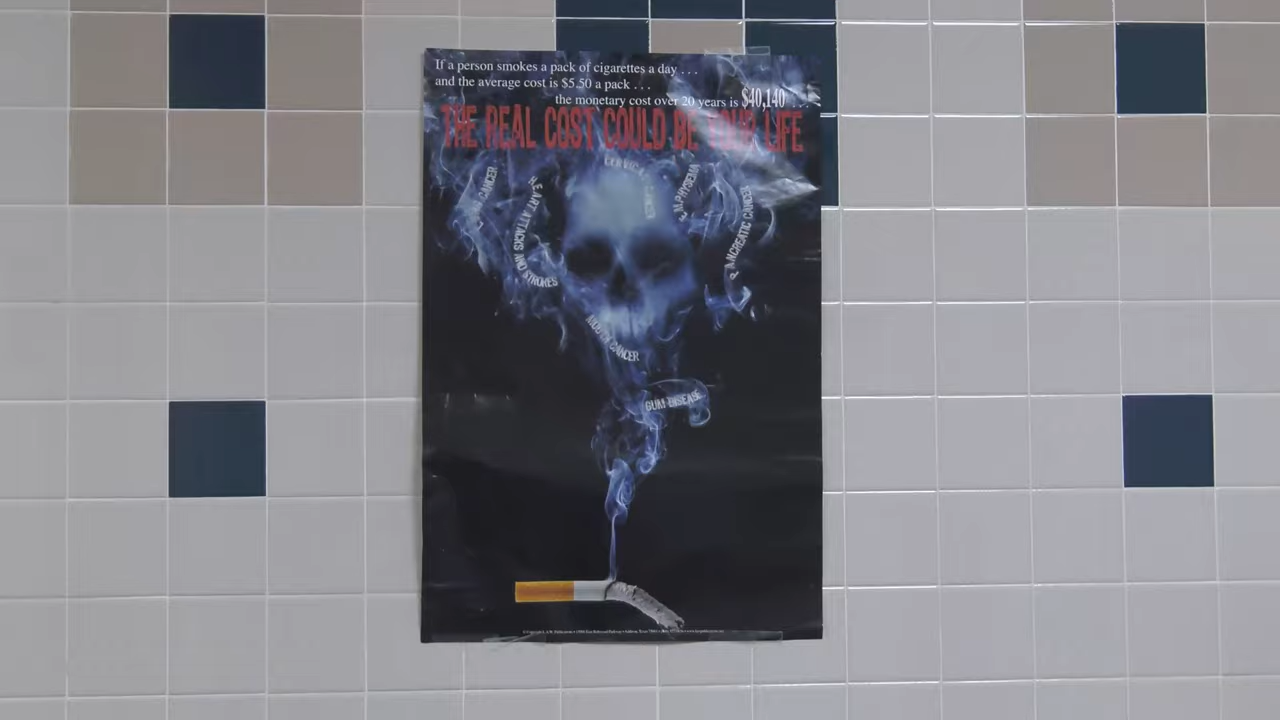 If a person smokes a pack of cigarettes a day . . .
and the average cost is $5.50 a pack . . .
the monetary cost over 20 years is $40,140 . . .
THE REAL COST COULD BE YOUR LIFE
CANCER
HEART ATTACKS AND STROKES
CERVICAL CANCER
EMPHYSEMA
PANCREATIC CANCER
MOUTH CANCER
GUM DISEASE